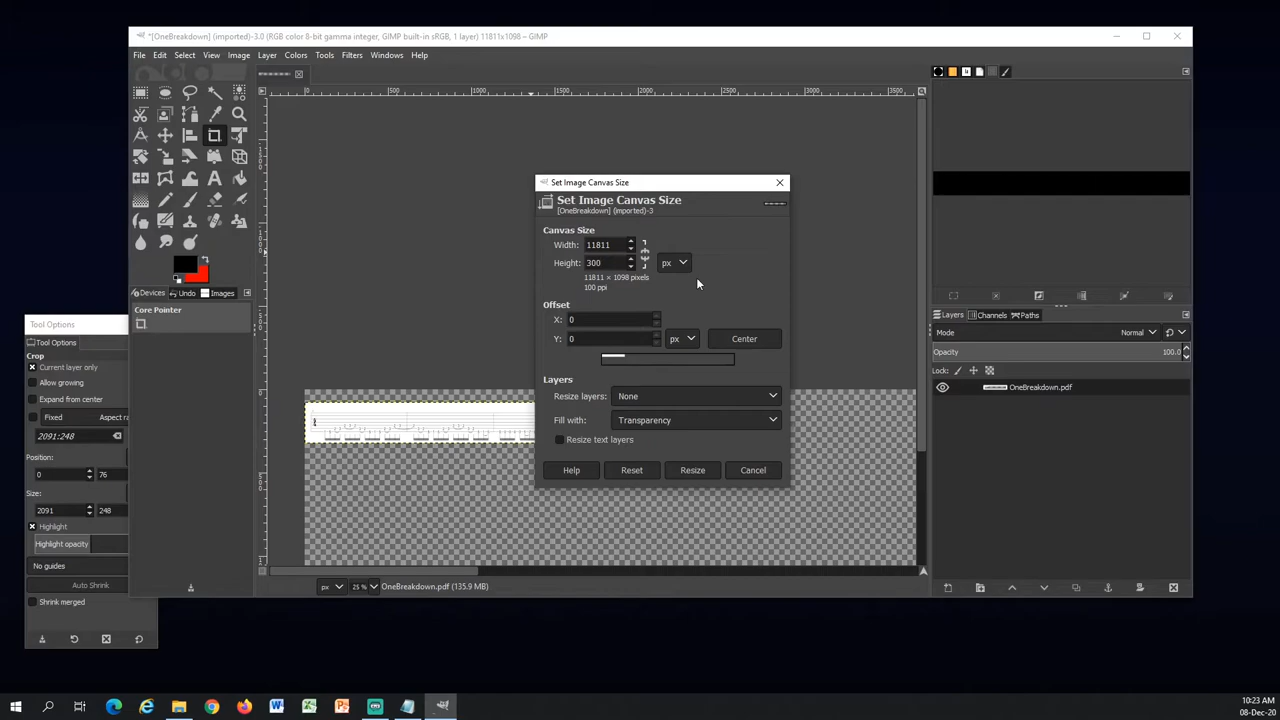 *[OneBreakdown] (imported)-3.0 (RGB color 8-bit gamma integer, GIMP built-in sRGB, 1 layer) 11811x1098 – GIMP
File Edit Select View Image Layer Colors Tools Filters Windows Help
0 500 1000 1500 2000 2500 3000 3500
Set Image Canvas Size
Set Image Canvas Size
[OneBreakdown] (imported)-3
Canvas Size
Width: 11811
Height: 300 px
11811 × 1098 pixels
100 ppi
Offset
X: 0
Y: 0 px Center
Layers
Resize layers: None
Fill with: Transparency
Resize text layers
Help Reset Resize Cancel
Devices Undo Images
Core Pointer
Tool Options
Tool Options
Crop
Current layer only
Allow growing
Expand from center
Fixed Aspect ra
2091:248
Position:
0 76
Size:
2091 248
Highlight
Highlight opacity
No guides
Auto Shrink
Shrink merged
Layers Channels Paths
Mode Normal
Opacity 100.0
Lock:
OneBreakdown.pdf
px 25 % OneBreakdown.pdf (135.9 MB)
10:23 AM
08-Dec-20